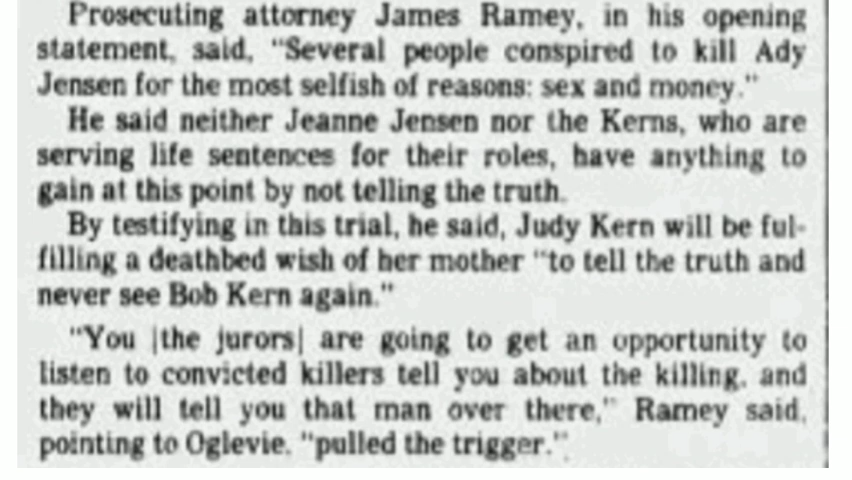 Prosecuting attorney James Ramey, in his opening
statement, said, "Several people conspired to kill Ady
Jensen for the most selfish of reasons: sex and money."
He said neither Jeanne Jensen nor the Kerns, who are
serving life sentences for their roles, have anything to
gain at this point by not telling the truth.
By testifying in this trial, he said, Judy Kern will be ful-
filling a deathbed wish of her mother "to tell the truth and
never see Bob Kern again."
"You |the jurors| are going to get an opportunity to
listen to convicted killers tell you about the killing, and
they will tell you that man over there," Ramey said,
pointing to Oglevie, "pulled the trigger."